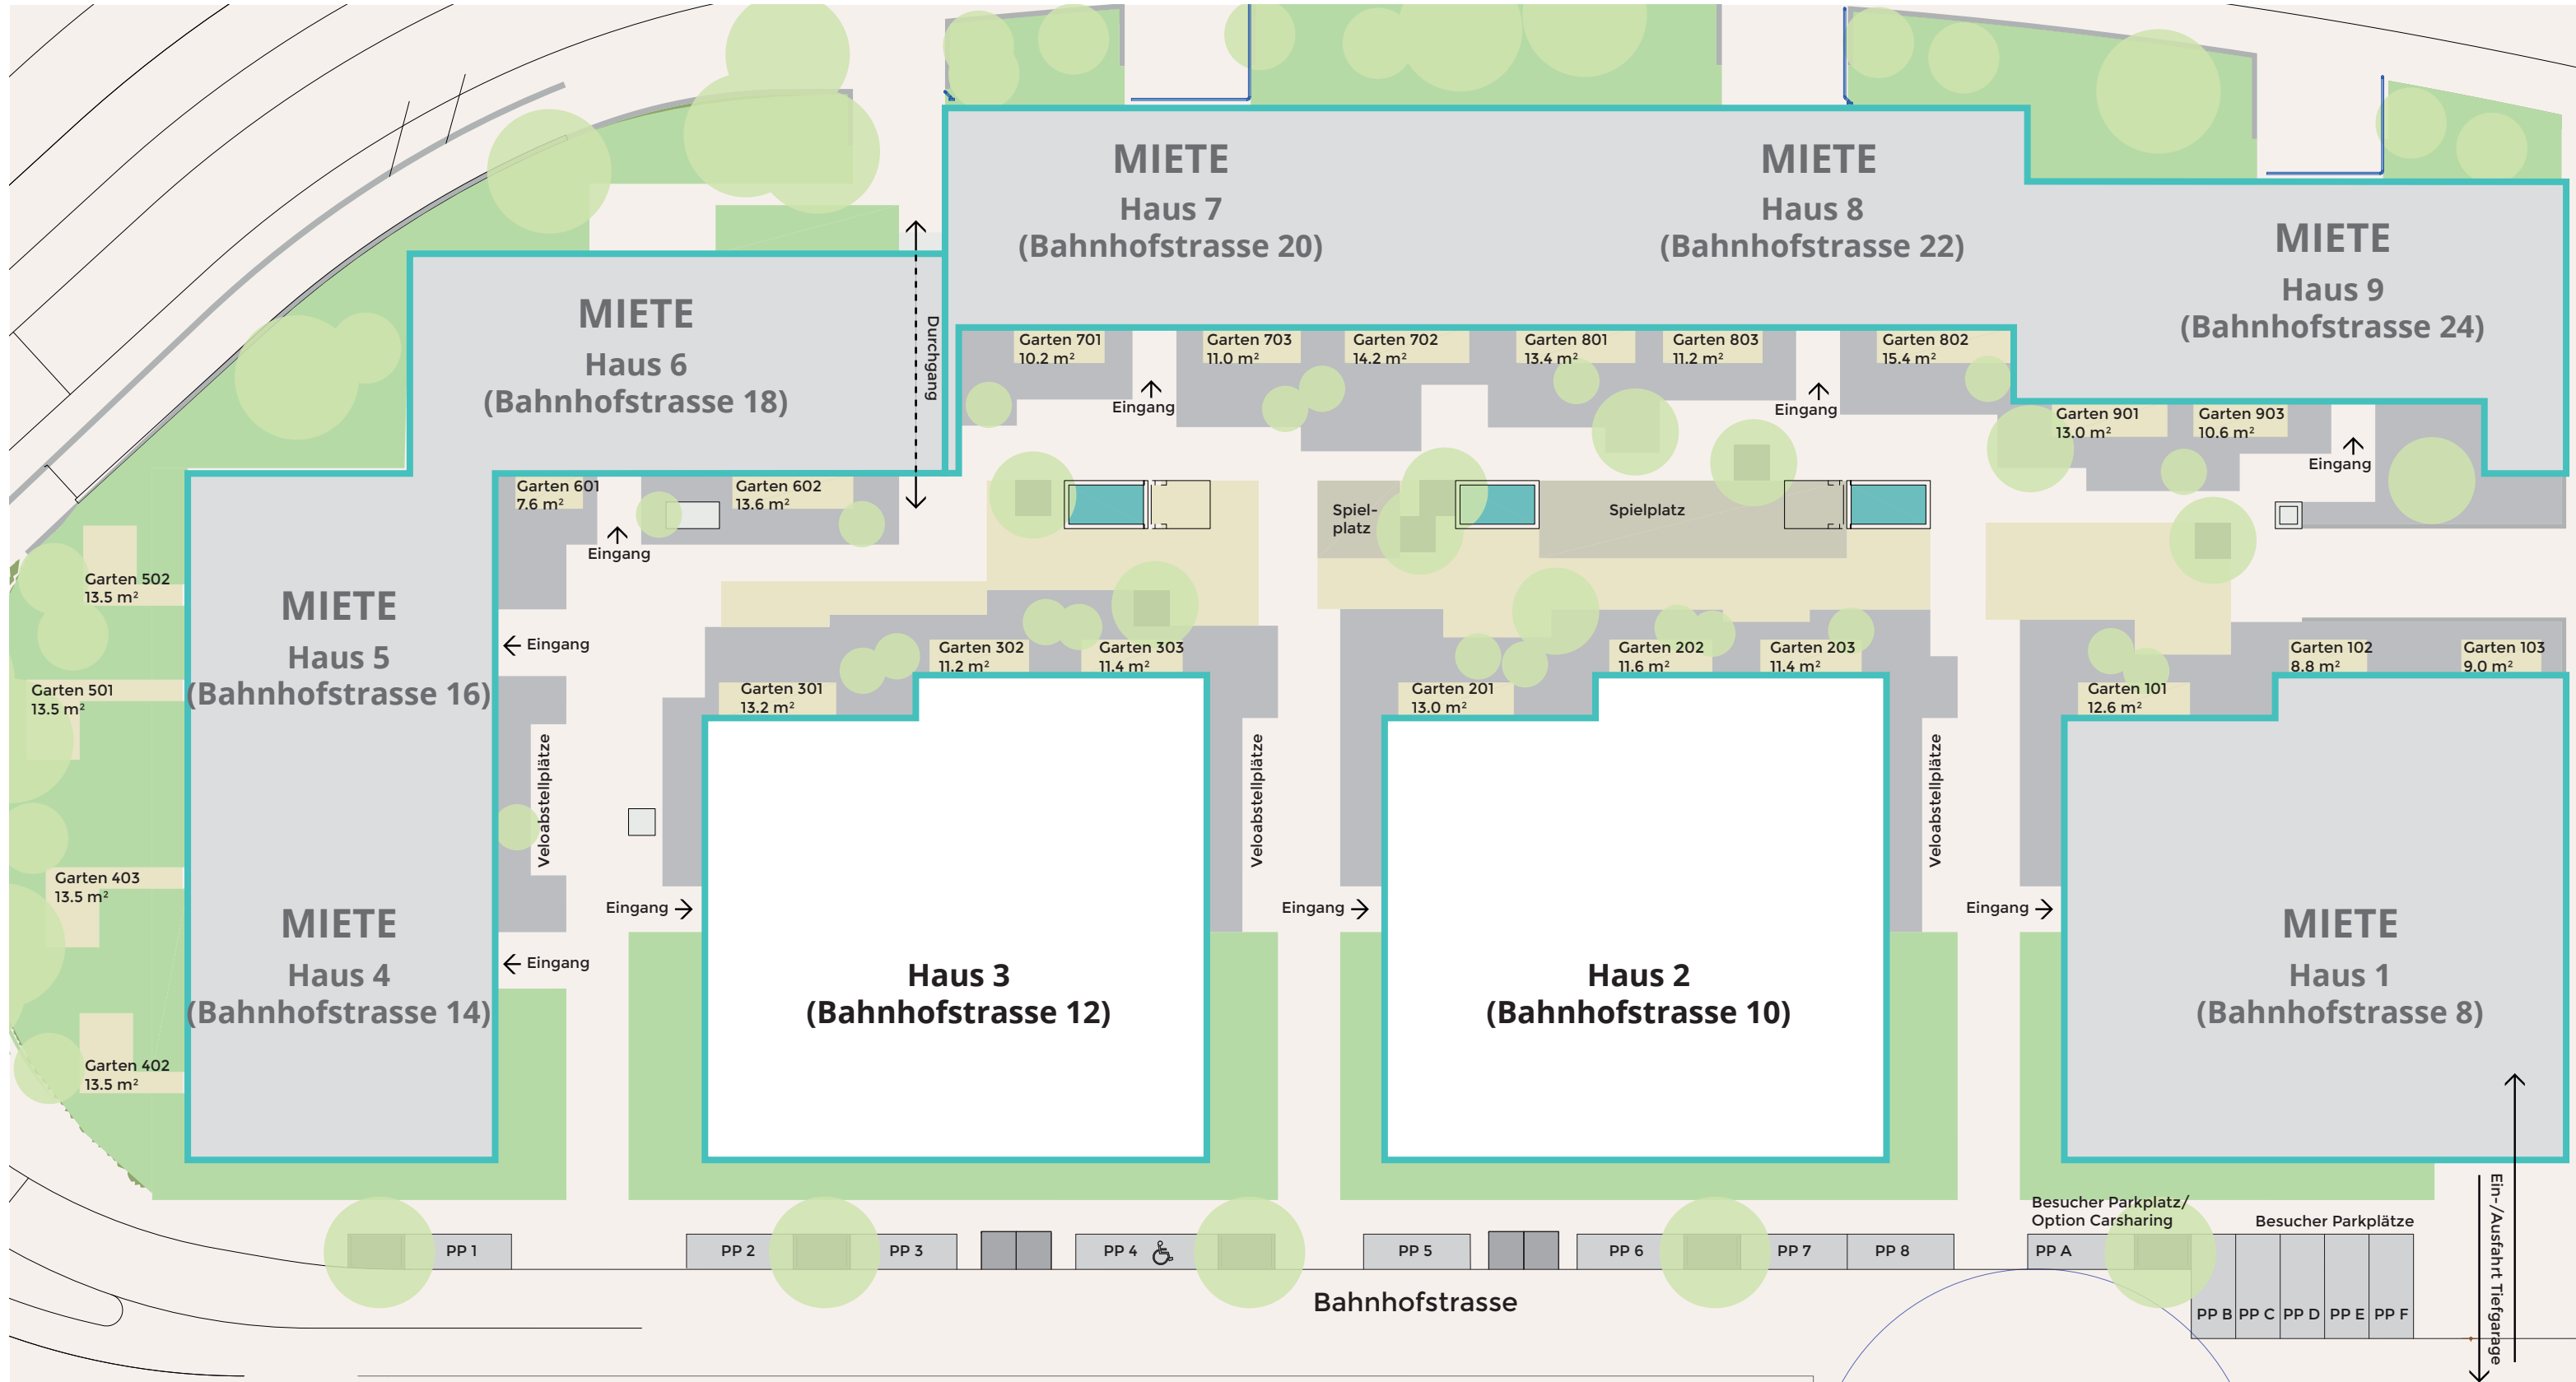 MIETE
Haus 7
(Bahnhofstrasse 20)
MIETE
Haus 8
(Bahnhofstrasse 22)
MIETE
Haus 9
(Bahnhofstrasse 24)
MIETE
Haus 6
(Bahnhofstrasse 18)
Durchgang
Garten 701
10.2 m²
Garten 703
11.0 m²
Garten 702
14.2 m²
Garten 801
13.4 m²
Garten 803
11.2 m²
Garten 802
15.4 m²
Eingang
Eingang
Garten 901
13.0 m²
Garten 903
10.6 m²
Eingang
Garten 601
7.6 m²
Garten 602
13.6 m²
Eingang
Spiel-
platz
Spielplatz
Garten 502
13.5 m²
MIETE
Haus 5
(Bahnhofstrasse 16)
Eingang
Garten 501
13.5 m²
Garten 301
13.2 m²
Garten 302
11.2 m²
Garten 303
11.4 m²
Garten 201
13.0 m²
Garten 202
11.6 m²
Garten 203
11.4 m²
Garten 101
12.6 m²
Garten 102
8.8 m²
Garten 103
9.0 m²
Veloabstellplätze
Veloabstellplätze
Veloabstellplätze
Garten 403
13.5 m²
Eingang
Eingang
Eingang
MIETE
Haus 4
(Bahnhofstrasse 14)
Eingang
Haus 3
(Bahnhofstrasse 12)
Haus 2
(Bahnhofstrasse 10)
MIETE
Haus 1
(Bahnhofstrasse 8)
Garten 402
13.5 m²
Besucher Parkplatz/
Option Carsharing
Besucher Parkplätze
Ein-/Ausfahrt Tiefgarage
PP 1
PP 2
PP 3
PP 4
PP 5
PP 6
PP 7
PP 8
PP A
PP B
PP C
PP D
PP E
PP F
Bahnhofstrasse